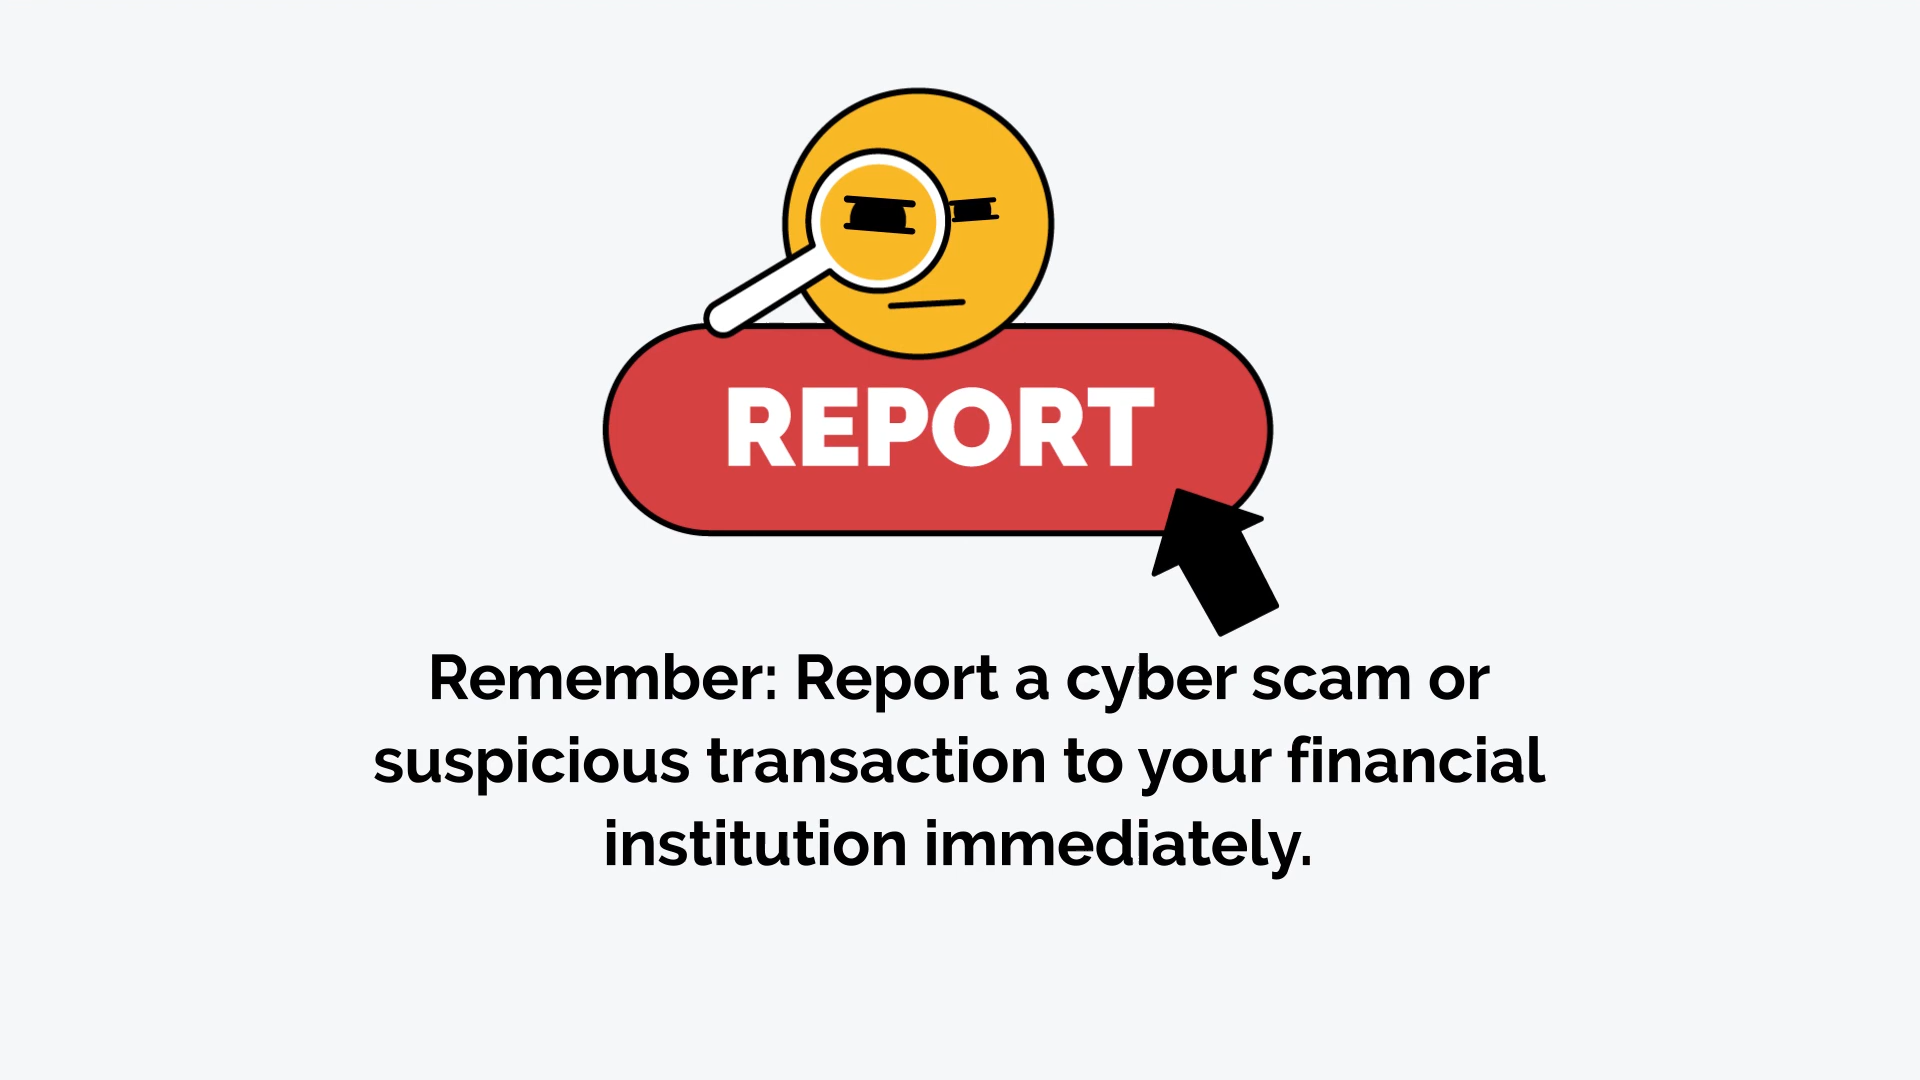 REPORT
Remember: Report a cyber scam or
suspicious transaction to your financial
institution immediately.